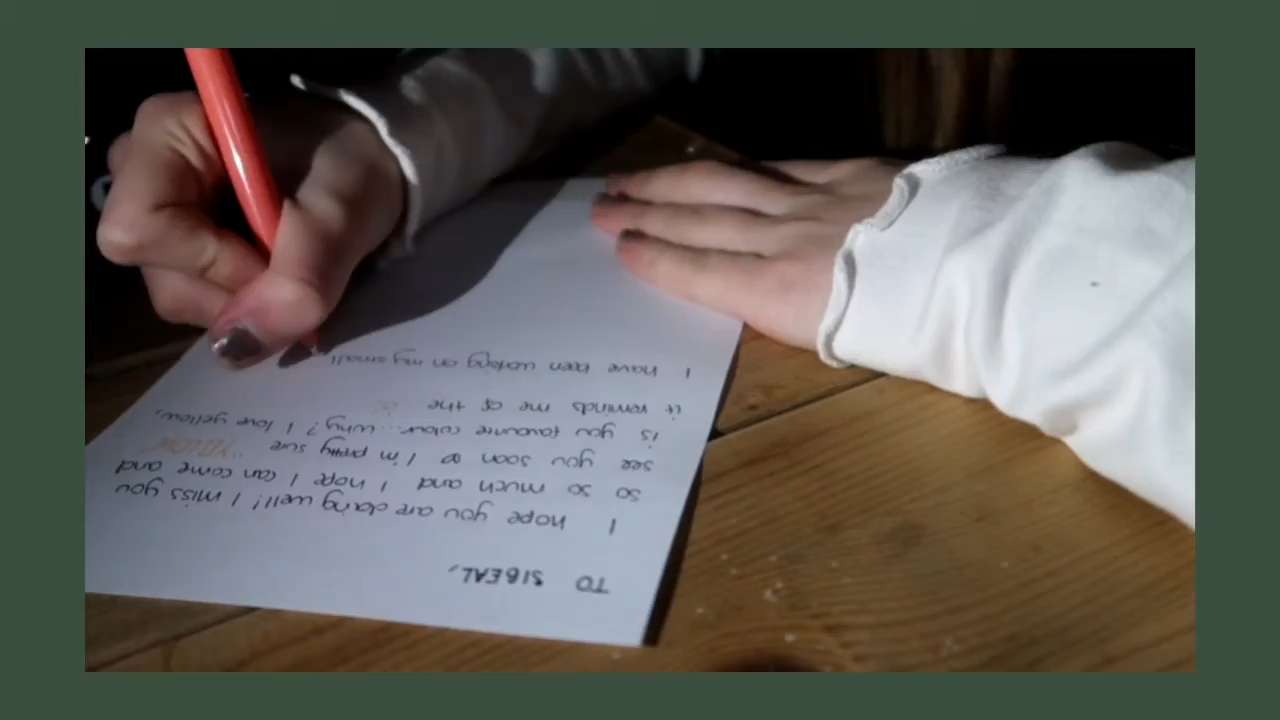 TO SIBEAL,
I hope you are doing well! I miss you
so so much and I hope I can come and
see you soon I'm pretty sure "YELLOW"
is you favourite colour... why? I love yellow,
it reminds me of the
I have been working on my small